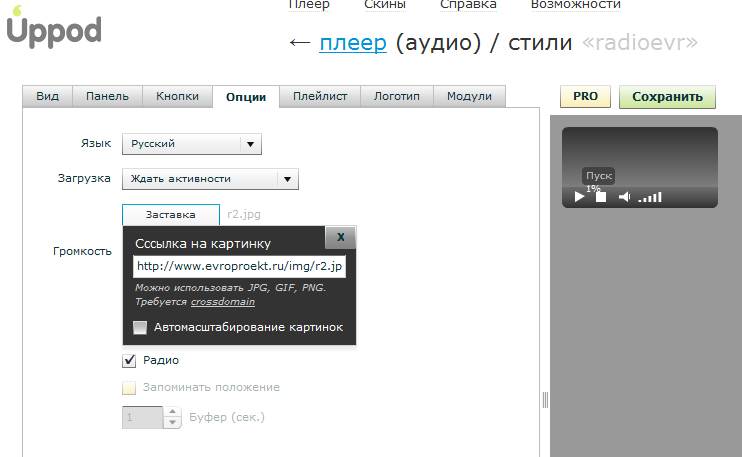 Плеер Скины Справка Возможности
Uppod
← плеер (аудио) / стили «radioevr»
Вид Панель Кнопки Опции Плейлист Логотип Модули
PRO Сохранить
Язык Русский
Загрузка Ждать активности
Заставка r2.jpg
Громкость
Сссылка на картинку X
http://www.evroproekt.ru/img/r2.jp
Можно использовать JPG, GIF, PNG.
Требуется crossdomain
Автомасштабирование картинок
Радио
Запоминать положение
1 Буфер (сек.)
Пуск
1%